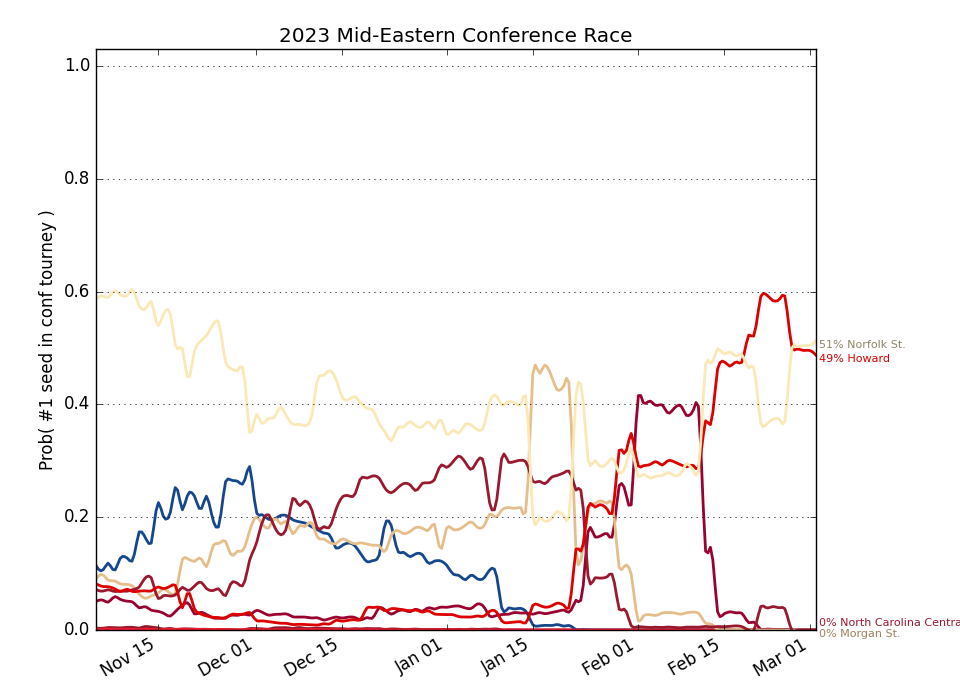 2023 Mid-Eastern Conference Race
Prob( #1 seed in conf tourney )
1.0
0.8
0.6
0.4
0.2
0.0
Nov 15
Dec 01
Dec 15
Jan 01
Jan 15
Feb 01
Feb 15
Mar 01
51% Norfolk St.
49% Howard
0% North Carolina Centra
0% Morgan St.